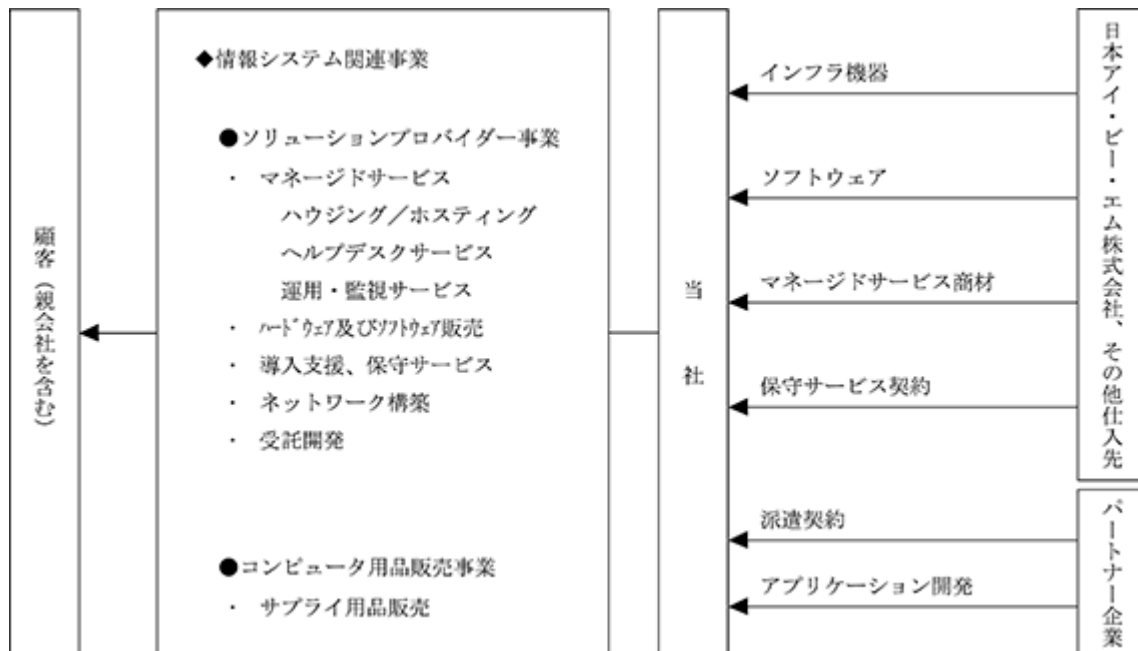 顧客（親会社を含む）
◆情報システム関連事業
●ソリューションプロバイダー事業
・ マネージドサービス
ハウジング／ホスティング
ヘルプデスクサービス
運用・監視サービス
・ ﾊｰﾄﾞｳｪｱ及びｿﾌﾄｳｪｱ販売
・ 導入支援、保守サービス
・ ネットワーク構築
・ 受託開発
●コンピュータ用品販売事業
・ サプライ用品販売
当社
インフラ機器
ソフトウェア
マネージドサービス商材
保守サービス契約
派遣契約
アプリケーション開発
日本アイ・ビー・エム株式会社、その他仕入先
パートナー企業